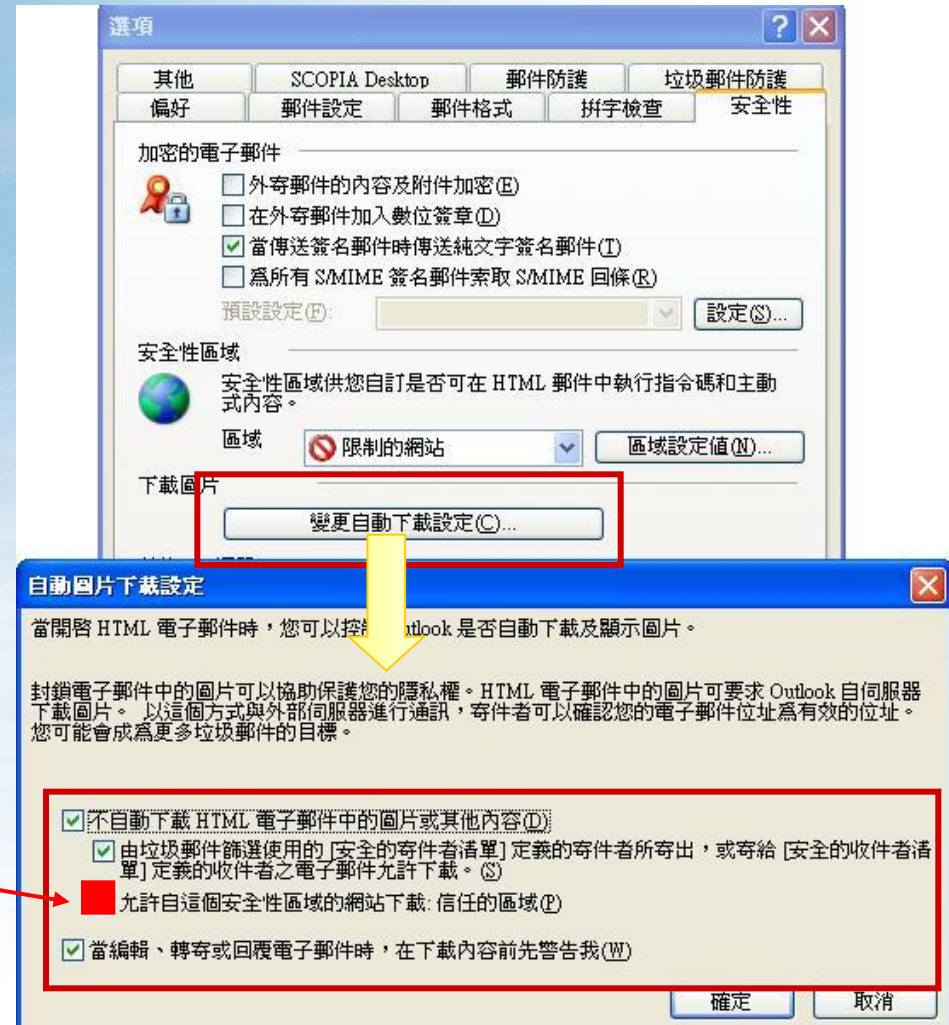 選項
其他 SCOPIA Desktop 郵件防護 垃圾郵件防護
偏好 郵件設定 郵件格式 拼字檢查 安全性
加密的電子郵件
外寄郵件的內容及附件加密(E)
在外寄郵件加入數位簽章(D)
當傳送簽名郵件時傳送純文字簽名郵件(T)
為所有 S/MIME 簽名郵件索取 S/MIME 回條(R)
預設設定(F): 設定(S)...
安全性區域
安全性區域供您自訂是否可在 HTML 郵件中執行指令碼和主動
式內容。
區域 限制的網站 區域設定值(N)...
下載圖片
變更自動下載設定(C)...
自動圖片下載設定
當開啓 HTML 電子郵件時，您可以控 utlook 是否自動下載及顯示圖片。
封鎖電子郵件中的圖片可以協助保護您的隱私權。HTML 電子郵件中的圖片可要求 Outlook 自伺服器
下載圖片。 以這個方式與外部伺服器進行通訊，寄件者可以確認您的電子郵件位址爲有效的位址。
您可能會成爲更多垃圾郵件的目標。
不自動下載 HTML 電子郵件中的圖片或其他內容(D)
由垃圾郵件篩選使用的 [安全的寄件者清單] 定義的寄件者所寄出，或寄給 [安全的收件者清
單] 定義的收件者之電子郵件允許下載。(S)
允許自這個安全性區域的網站下載: 信任的區域(P)
當編輯、轉寄或回覆電子郵件時，在下載內容前先警告我(W)
確定 取消